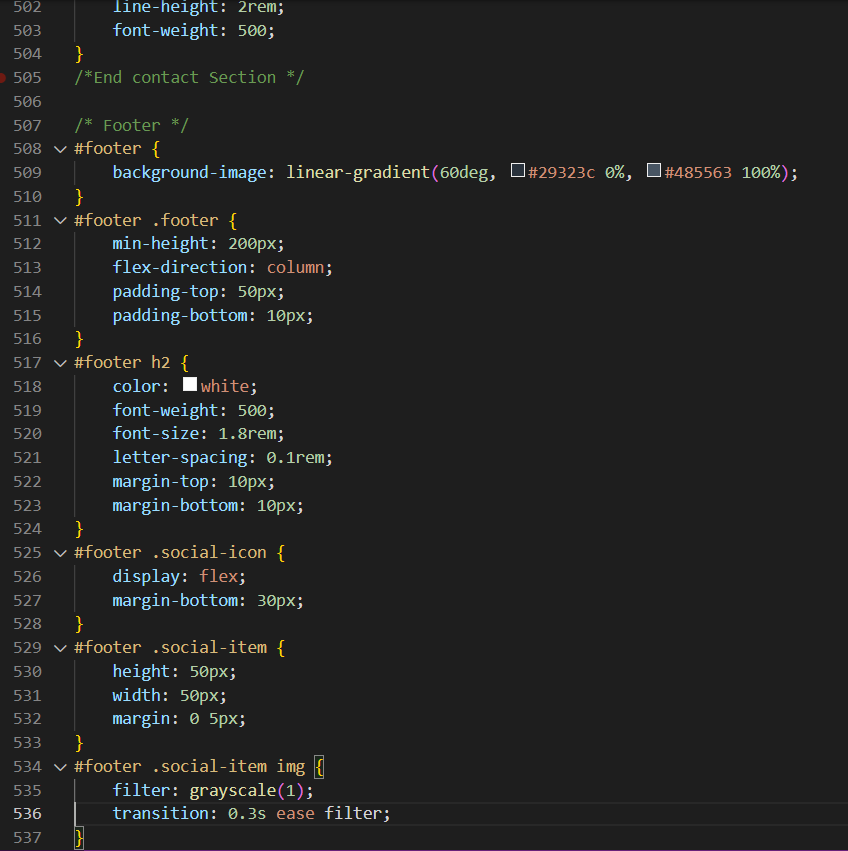 502 line-height: 2rem;
503 font-weight: 500;
504 }
505 /*End contact Section */
506
507 /* Footer */
508 #footer {
509 background-image: linear-gradient(60deg, #29323c 0%, #485563 100%);
510 }
511 #footer .footer {
512 min-height: 200px;
513 flex-direction: column;
514 padding-top: 50px;
515 padding-bottom: 10px;
516 }
517 #footer h2 {
518 color: white;
519 font-weight: 500;
520 font-size: 1.8rem;
521 letter-spacing: 0.1rem;
522 margin-top: 10px;
523 margin-bottom: 10px;
524 }
525 #footer .social-icon {
526 display: flex;
527 margin-bottom: 30px;
528 }
529 #footer .social-item {
530 height: 50px;
531 width: 50px;
532 margin: 0 5px;
533 }
534 #footer .social-item img {
535 filter: grayscale(1);
536 transition: 0.3s ease filter;
537 }